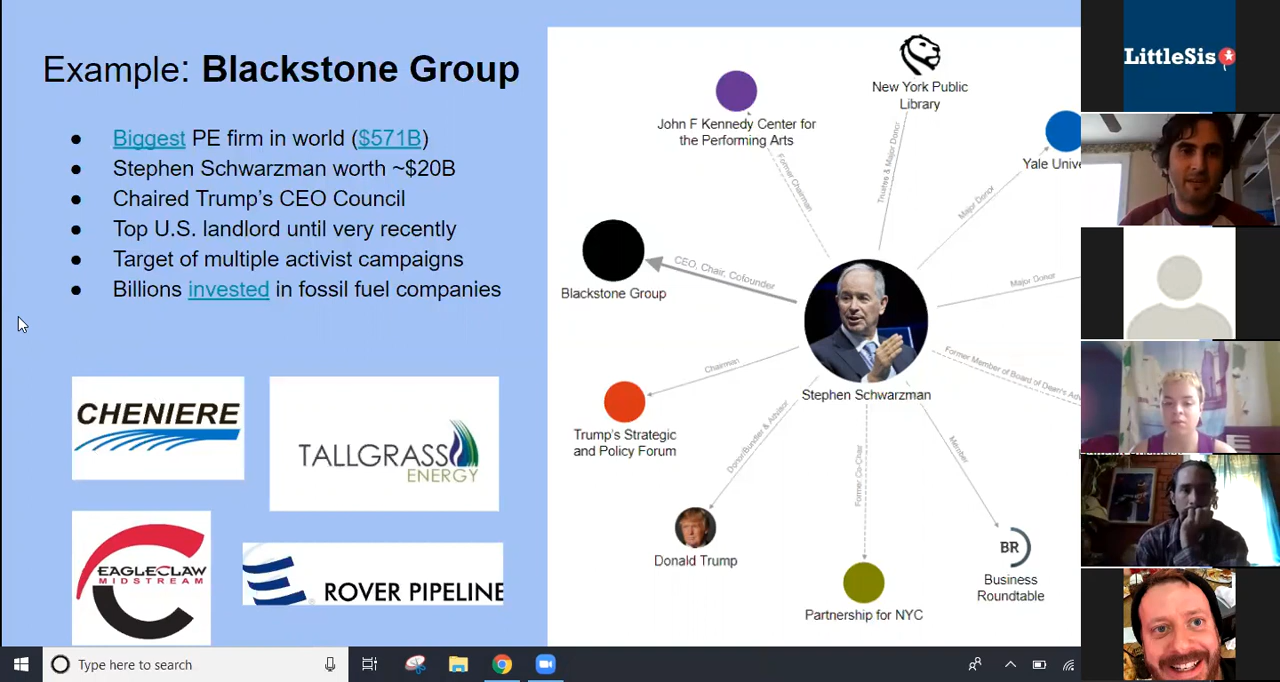 Example: Blackstone Group
Biggest PE firm in world ($571B)
Stephen Schwarzman worth ~$20B
Chaired Trump's CEO Council
Top U.S. landlord until very recently
Target of multiple activist campaigns
Billions invested in fossil fuel companies
CHENIERE
TALLGRASS
ENERGY
EAGLECLAW
MIDSTREAM
ROVER PIPELINE
New York Public
Library
John F Kennedy Center for
the Performing Arts
Former Chairman
Trustee & Major Donor
Major Donor
Yale Unive
CEO, Chair, Cofounder
Blackstone Group
Major Donor
Stephen Schwarzman
Chairman
Trump's Strategic
and Policy Forum
Former Member of Board of Dean's Adv
Donor/Bundler & Advisor
Former Co-Chair
Member
Donald Trump
Partnership for NYC
BR
Business
Roundtable
LittleSis
Type here to search